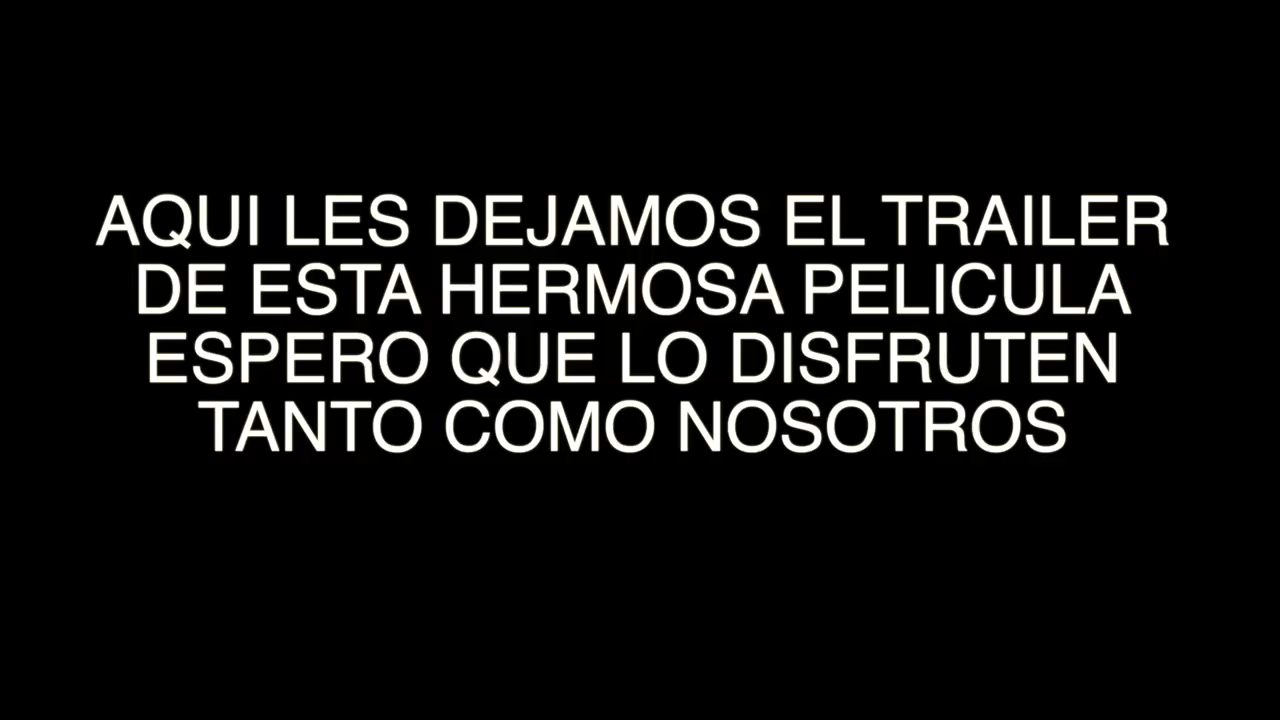 AQUI LES DEJAMOS EL TRAILER
DE ESTA HERMOSA PELICULA
ESPERO QUE LO DISFRUTEN
TANTO COMO NOSOTROS